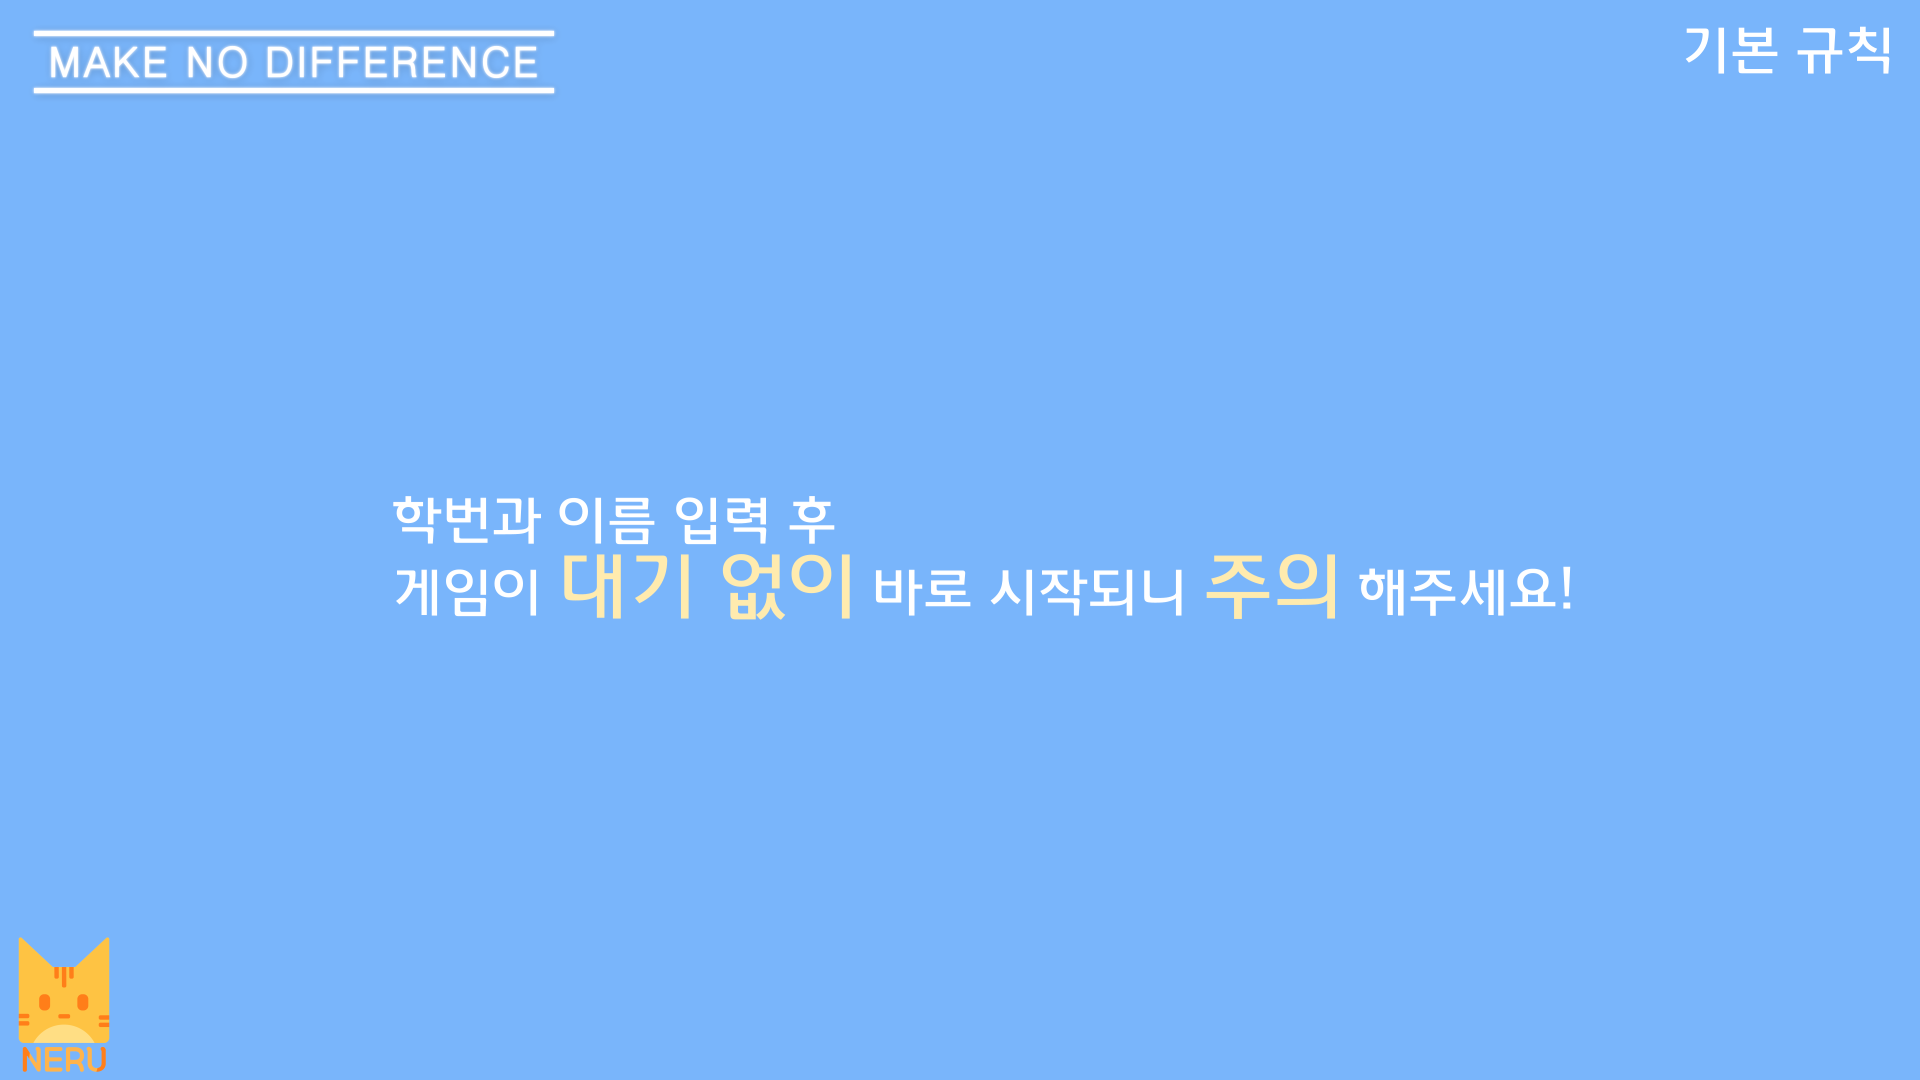 MAKE NO DIFFERENCE
기본 규칙
학번과 이름 입력 후
게임이 대기 없이 바로 시작되니 주의 해주세요!
NERU